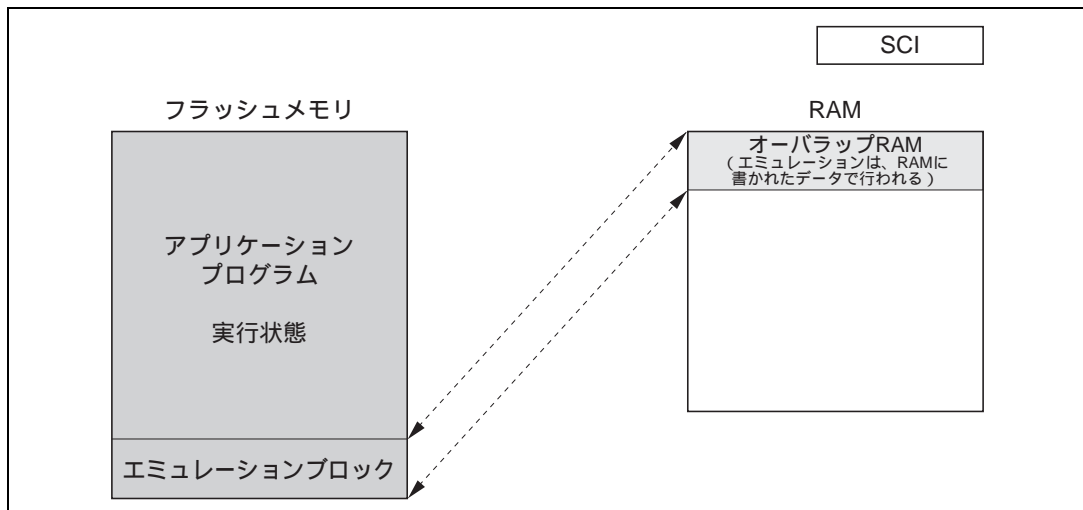 SCI
フラッシュメモリ
RAM
オーバラップRAM
（エミュレーションは、RAMに
書かれたデータで行われる）
アプリケーション
プログラム
実行状態
エミュレーションブロック